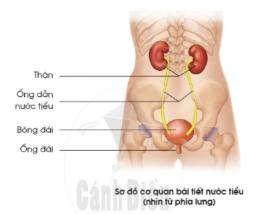 Thận
Ống dẫn
nước tiểu
Bóng đái
Ống đái
Cánh Diều
Sơ đồ cơ quan bài tiết nước tiểu
(nhìn từ phía lưng)